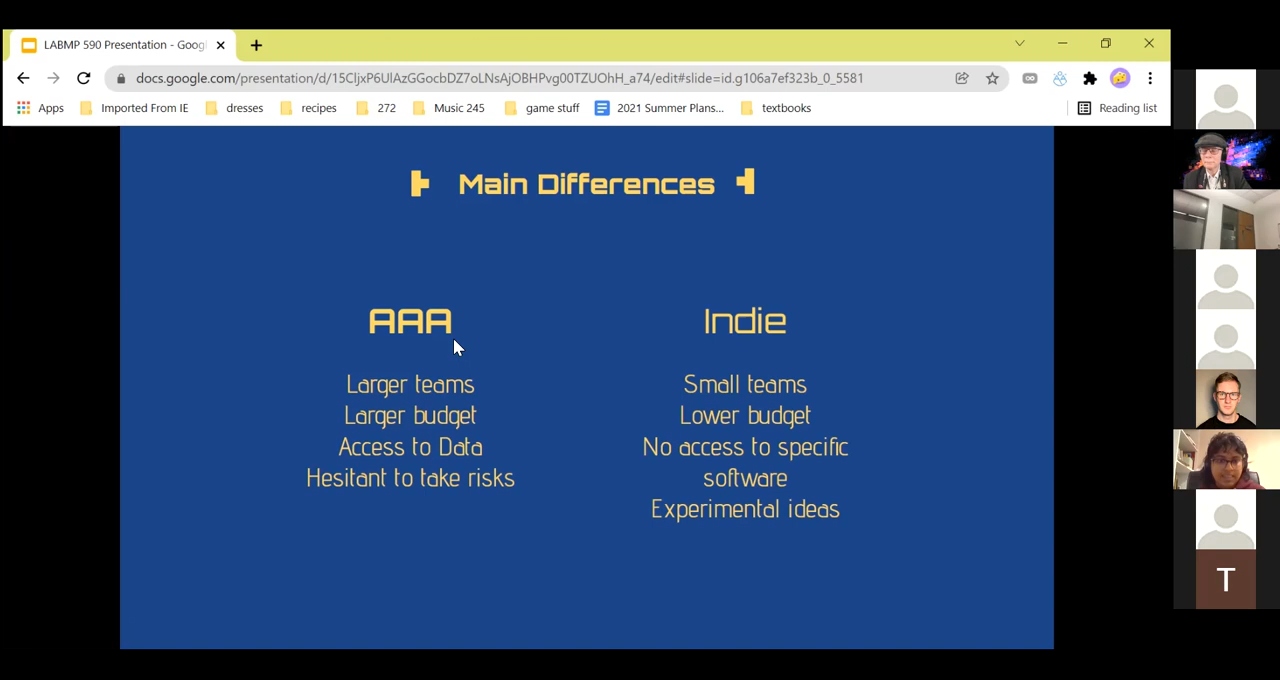 LABMP 590 Presentation - Goog
docs.google.com/presentation/d/15CljxP6UlAzGGocbDZ7oLNsAjOBHPvg00TZUOhH_a74/edit#slide=id.g106a7ef323b_0_5581
Apps Imported From IE dresses recipes 272 Music 245 game stuff 2021 Summer Plans... textbooks Reading list
Main Differences
AAA
Larger teams
Larger budget
Access to Data
Hesitant to take risks
Indie
Small teams
Lower budget
No access to specific
software
Experimental ideas
T